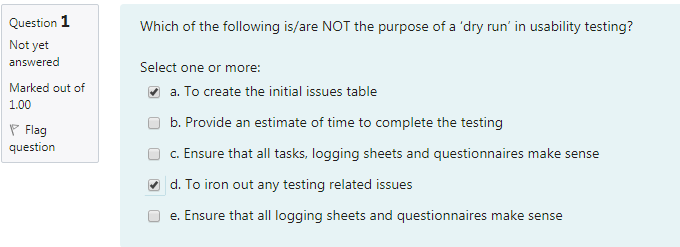 Question 1
Not yet
answered
Marked out of
1.00
Flag
question
Which of the following is/are NOT the purpose of a 'dry run' in usability testing?
Select one or more:
a. To create the initial issues table
b. Provide an estimate of time to complete the testing
c. Ensure that all tasks, logging sheets and questionnaires make sense
d. To iron out any testing related issues
e. Ensure that all logging sheets and questionnaires make sense